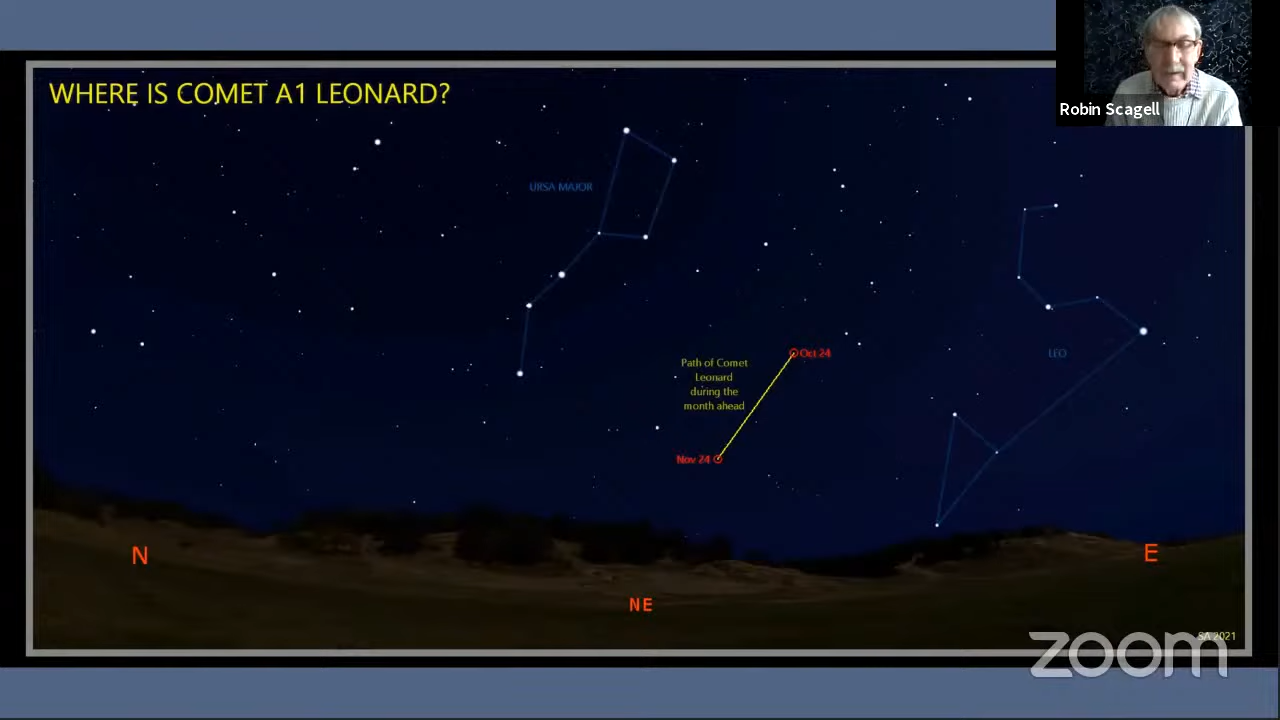 WHERE IS COMET A1 LEONARD?
Robin Scagell
URSA MAJOR
LEO
Oct 24
Path of Comet
Leonard
during the
month ahead
Nov 24
N
E
NE
SA 2021
zoom